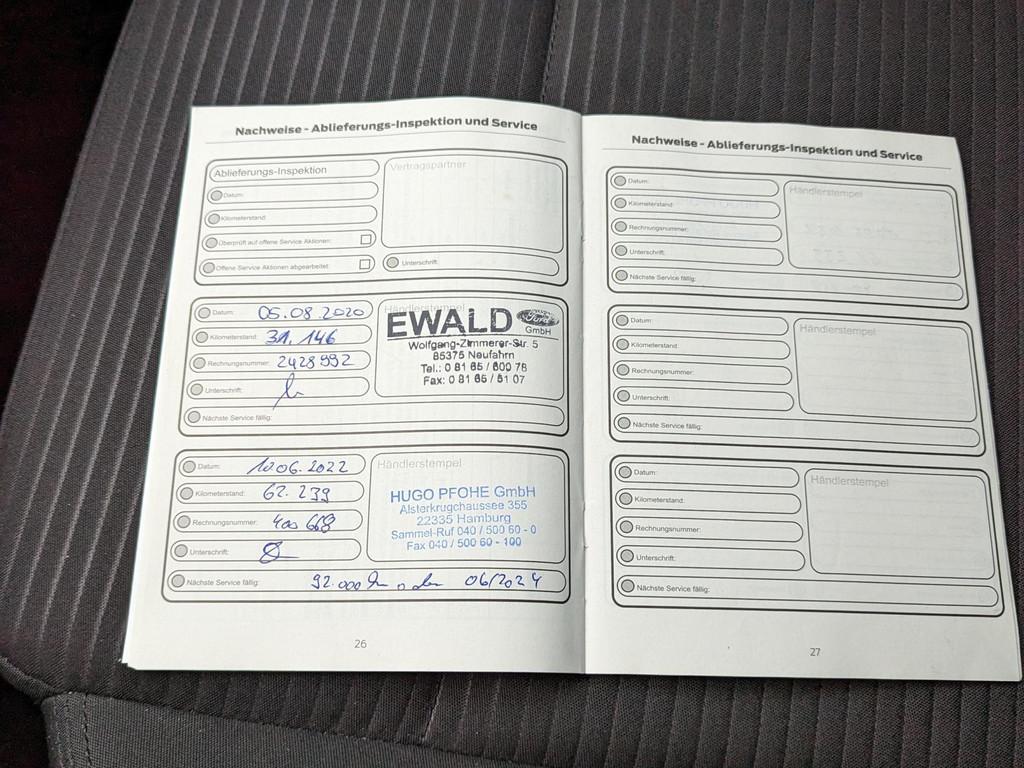 Nachweise - Ablieferungs-Inspektion und Service
Ablieferungs-Inspektion
Vertragspartner
Datum:
Kilometerstand:
Überprüft auf offene Service Aktionen:
Offene Service Aktionen abgearbeitet:
Unterschrift:
Datum: 05.08.2020
Kilometerstand: 31.146
Rechnungsnummer: 2428992
Unterschrift:
Nächste Service fällig:
Händlerstempel
EWALD Ford
GmbH
Wolfgang-Zimmerer-Str. 5
85375 Neufahrn
Tel.: 0 81 65 / 600 78
Fax: 0 81 65 / 51 07
Datum: 10.06.2022
Kilometerstand: 62.239
Rechnungsnummer: 400 668
Unterschrift:
Nächste Service fällig: 92.000 km oder 06/2024
Händlerstempel
HUGO PFOHE GmbH
Alsterkrugchaussee 355
22335 Hamburg
Sammel-Ruf 040 / 500 60 - 0
Fax 040 / 500 60 - 100
26
Nachweise - Ablieferungs-Inspektion und Service
Datum:
Kilometerstand:
Rechnungsnummer:
Unterschrift:
Nächste Service fällig:
Händlerstempel
Datum:
Kilometerstand:
Rechnungsnummer:
Unterschrift:
Nächste Service fällig:
Händlerstempel
Datum:
Kilometerstand:
Rechnungsnummer:
Unterschrift:
Nächste Service fällig:
Händlerstempel
27